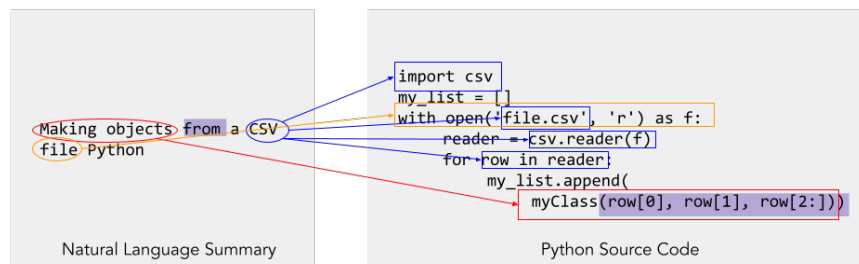 Making objects from a CSV
file Python
Natural Language Summary
import csv
my_list = []
with open('file.csv', 'r') as f:
reader = csv.reader(f)
for row in reader:
my_list.append(
myClass(row[0], row[1], row[2:]))
Python Source Code